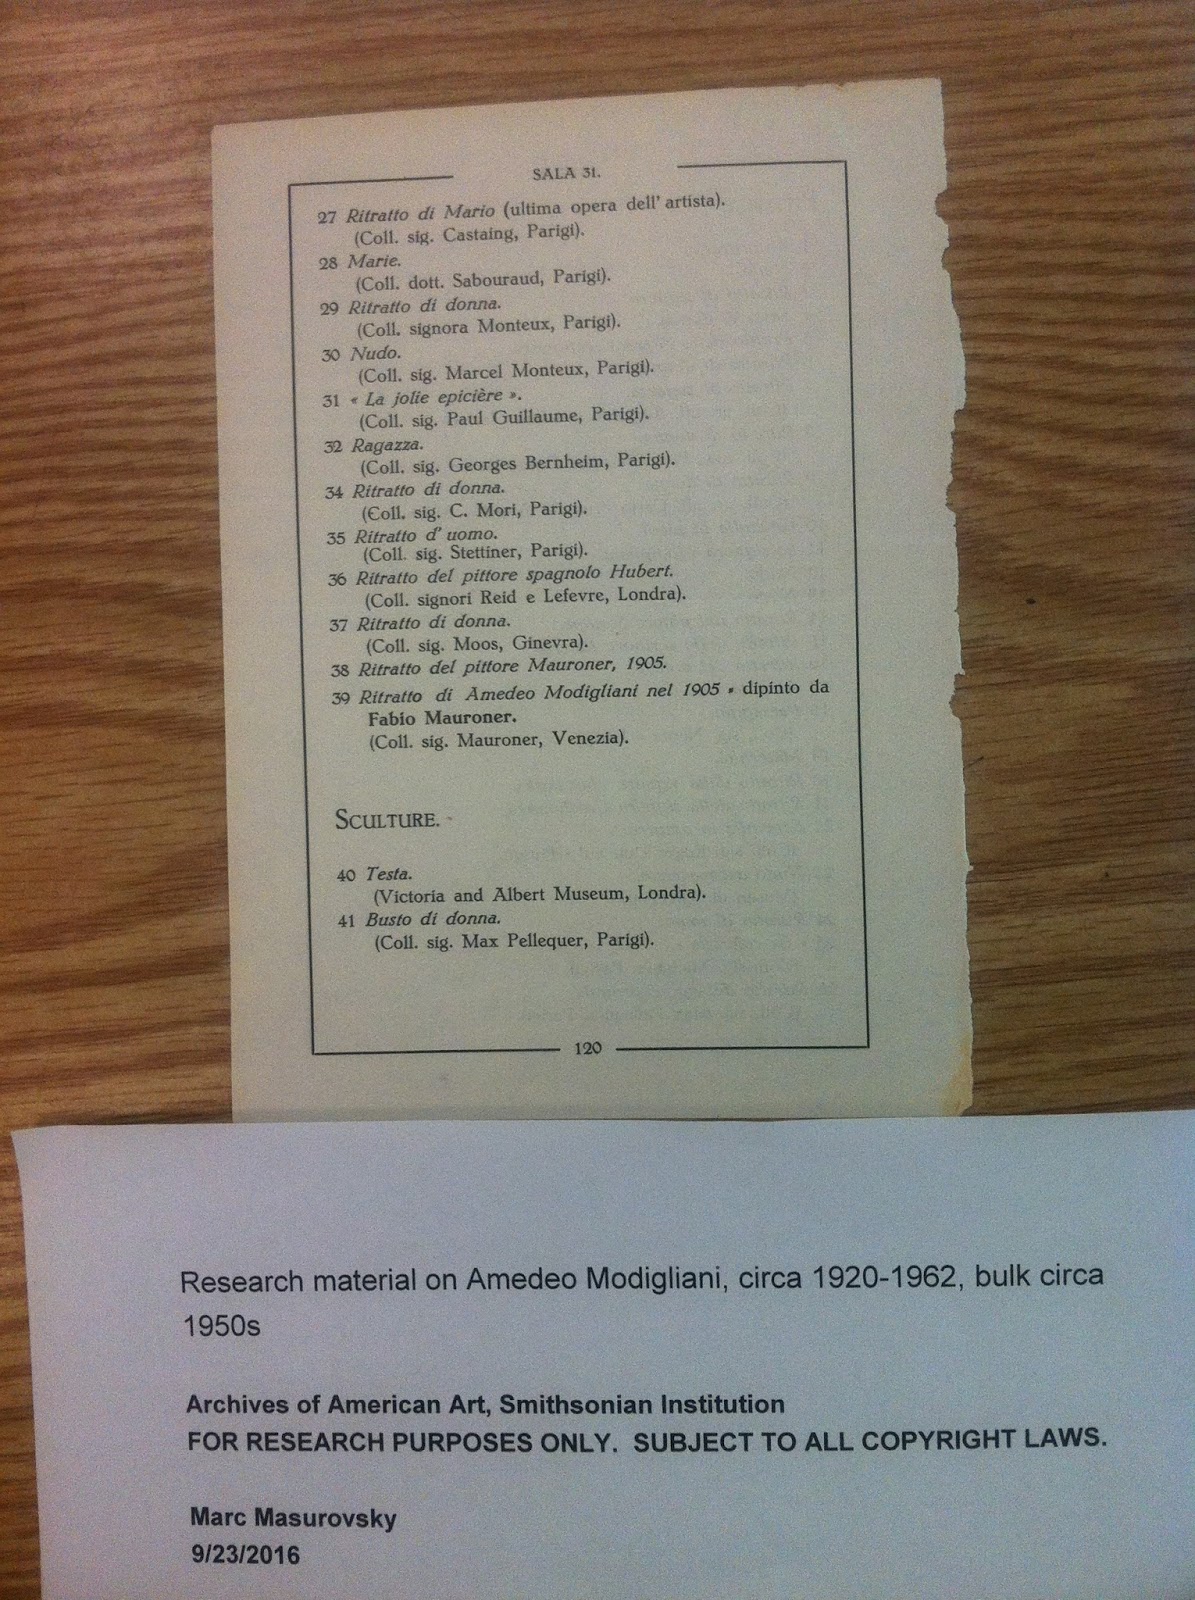 SALA 31.
27 Ritratto di Mario (ultima opera dell' artista).
(Coll. sig. Castaing, Parigi).
28 Marie.
(Coll. dott. Sabouraud, Parigi).
29 Ritratto di donna.
(Coll. signora Monteux, Parigi).
30 Nudo.
(Coll. sig. Marcel Monteux, Parigi).
31 « La jolie epicière ».
(Coll. sig. Paul Guillaume, Parigi).
32 Ragazza.
(Coll. sig. Georges Bernheim, Parigi).
34 Ritratto di donna.
(Coll. sig. C. Mori, Parigi).
35 Ritratto d' uomo.
(Coll. sig. Stettiner, Parigi).
36 Ritratto del pittore spagnolo Hubert.
(Coll. signori Reid e Lefevre, Londra).
37 Ritratto di donna.
(Coll. sig. Moos, Ginevra).
38 Ritratto del pittore Mauroner, 1905.
39 Ritratto di Amedeo Modigliani nel 1905 - dipinto da
Fabio Mauroner.
(Coll. sig. Mauroner, Venezia).
SCULTURE.
40 Testa.
(Victoria and Albert Museum, Londra).
41 Busto di donna.
(Coll. sig. Max Pellequer, Parigi).
120
Research material on Amedeo Modigliani, circa 1920-1962, bulk circa
1950s
Archives of American Art, Smithsonian Institution
FOR RESEARCH PURPOSES ONLY. SUBJECT TO ALL COPYRIGHT LAWS.
Marc Masurovsky
9/23/2016